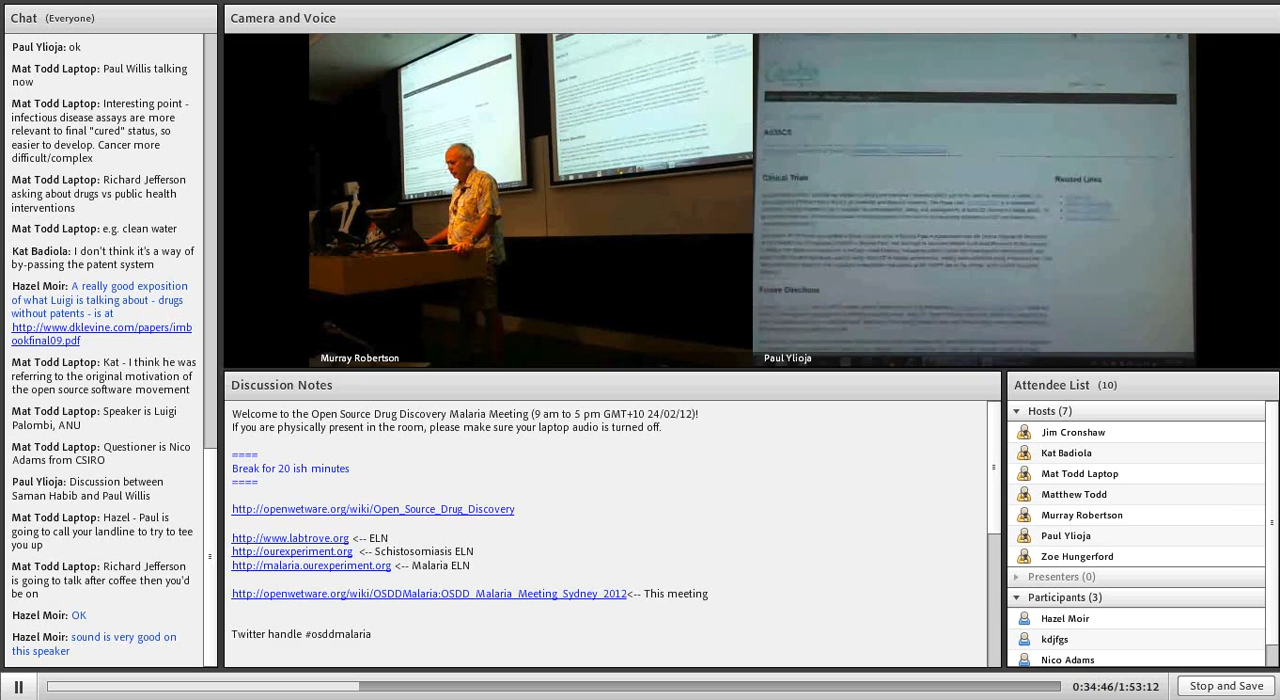 Chat (Everyone)
Paul Ylioja: ok
Mat Todd Laptop: Paul Willis talking
now
Mat Todd Laptop: Interesting point -
infectious disease assays are more
relevant to final "cured" status, so
easier to develop. Cancer more
difficult/complex
Mat Todd Laptop: Richard Jefferson
asking about drugs vs public health
interventions
Mat Todd Laptop: e.g. clean water
Kat Badiola: I don't think it's a way of
by-passing the patent system
Hazel Moir: A really good exposition
of what Luigi is talking about - drugs
without patents - is at
http://www.dklevine.com/papers/imb
ookfinal09.pdf
Mat Todd Laptop: Kat - I think he was
referring to the original motivation of
the open source software movement
Mat Todd Laptop: Speaker is Luigi
Palombi, ANU
Mat Todd Laptop: Questioner is Nico
Adams from CSIRO
Paul Ylioja: Discussion between
Saman Habib and Paul Willis
Mat Todd Laptop: Hazel - Paul is
going to call your landline to try to tee
you up
Mat Todd Laptop: Richard Jefferson
is going to talk after coffee then you'd
be on
Hazel Moir: OK
Hazel Moir: sound is very good on
this speaker
Camera and Voice
Clinical Trials
Related Links
Future Directions
Murray Robertson
Paul Ylioja
Discussion Notes
Welcome to the Open Source Drug Discovery Malaria Meeting (9 am to 5 pm GMT+10 24/02/12)!
If you are physically present in the room, please make sure your laptop audio is turned off.
====
Break for 20 ish minutes
====
http://openwetware.org/wiki/Open_Source_Drug_Discovery
http://www.labtrove.org <-- ELN
http://ourexperiment.org <-- Schistosomiasis ELN
http://malaria.ourexperiment.org <-- Malaria ELN
http://openwetware.org/wiki/OSDDMalaria:OSDD_Malaria_Meeting_Sydney_2012<-- This meeting
Twitter handle #osddmalaria
Attendee List (10)
Hosts (7)
Jim Cronshaw
Kat Badiola
Mat Todd Laptop
Matthew Todd
Murray Robertson
Paul Ylioja
Zoe Hungerford
Presenters (0)
Participants (3)
Hazel Moir
kdjfgs
Nico Adams
0:34:46/1:53:12
Stop and Save